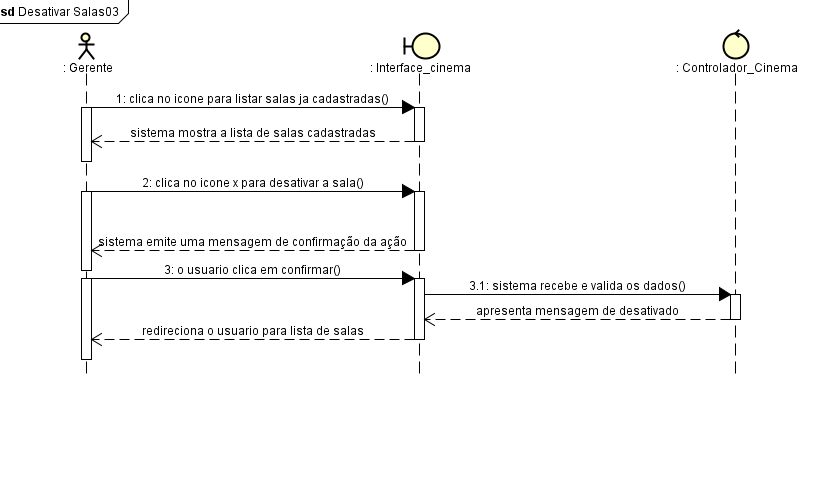 sd Desativar Salas03
: Gerente
: Interface_cinema
: Controlador_Cinema
1: clica no icone para listar salas ja cadastradas()
sistema mostra a lista de salas cadastradas
2: clica no icone x para desativar a sala()
sistema emite uma mensagem de confirmação da ação
3: o usuario clica em confirmar()
3.1: sistema recebe e valida os dados()
apresenta mensagem de desativado
redireciona o usuario para lista de salas